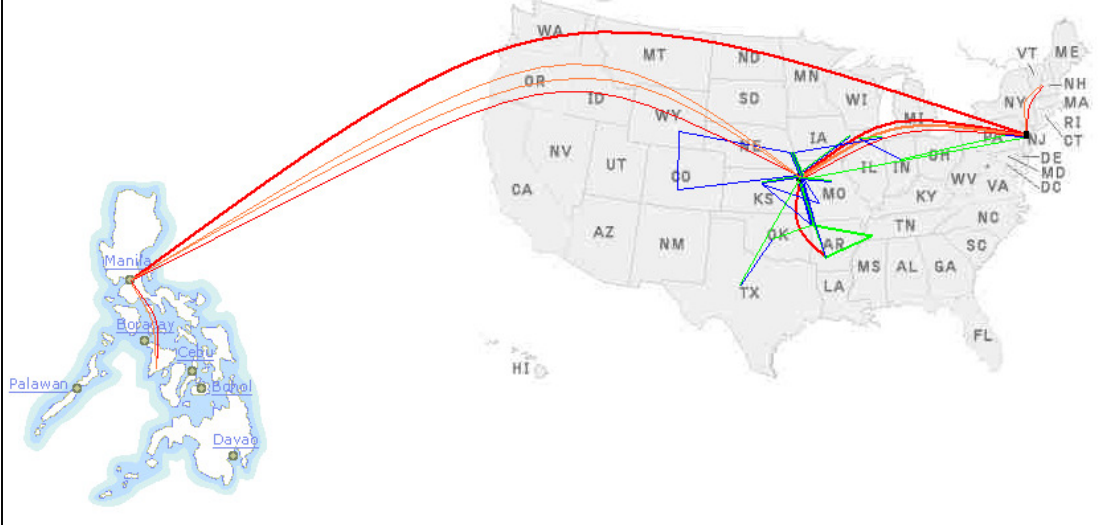 WA
MT
ND
MN
VT
ME
OR
ID
SD
WI
MI
NY
NH
MA
RI
CT
WY
NE
IA
PA
NJ
NV
UT
CO
IL
IN
OH
DE
MD
DC
CA
KS
MO
WV
VA
KY
AZ
NM
OK
AR
TN
NC
SC
MS
AL
GA
TX
LA
FL
HI
Manila
Boracay
Cebu
Palawan
Bohol
Davao